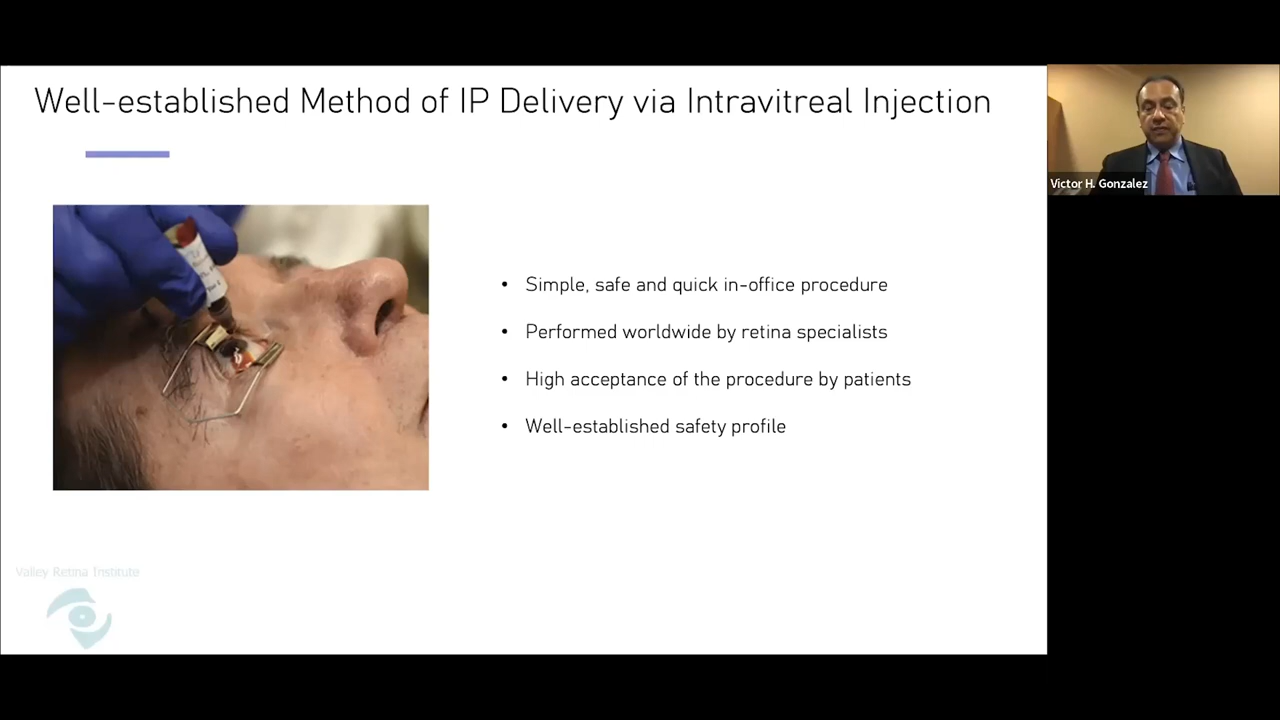 Well-established Method of IP Delivery via Intravitreal Injection
Victor H. Gonzalez
• Simple, safe and quick in-office procedure
• Performed worldwide by retina specialists
• High acceptance of the procedure by patients
• Well-established safety profile
Valley Retina Institute